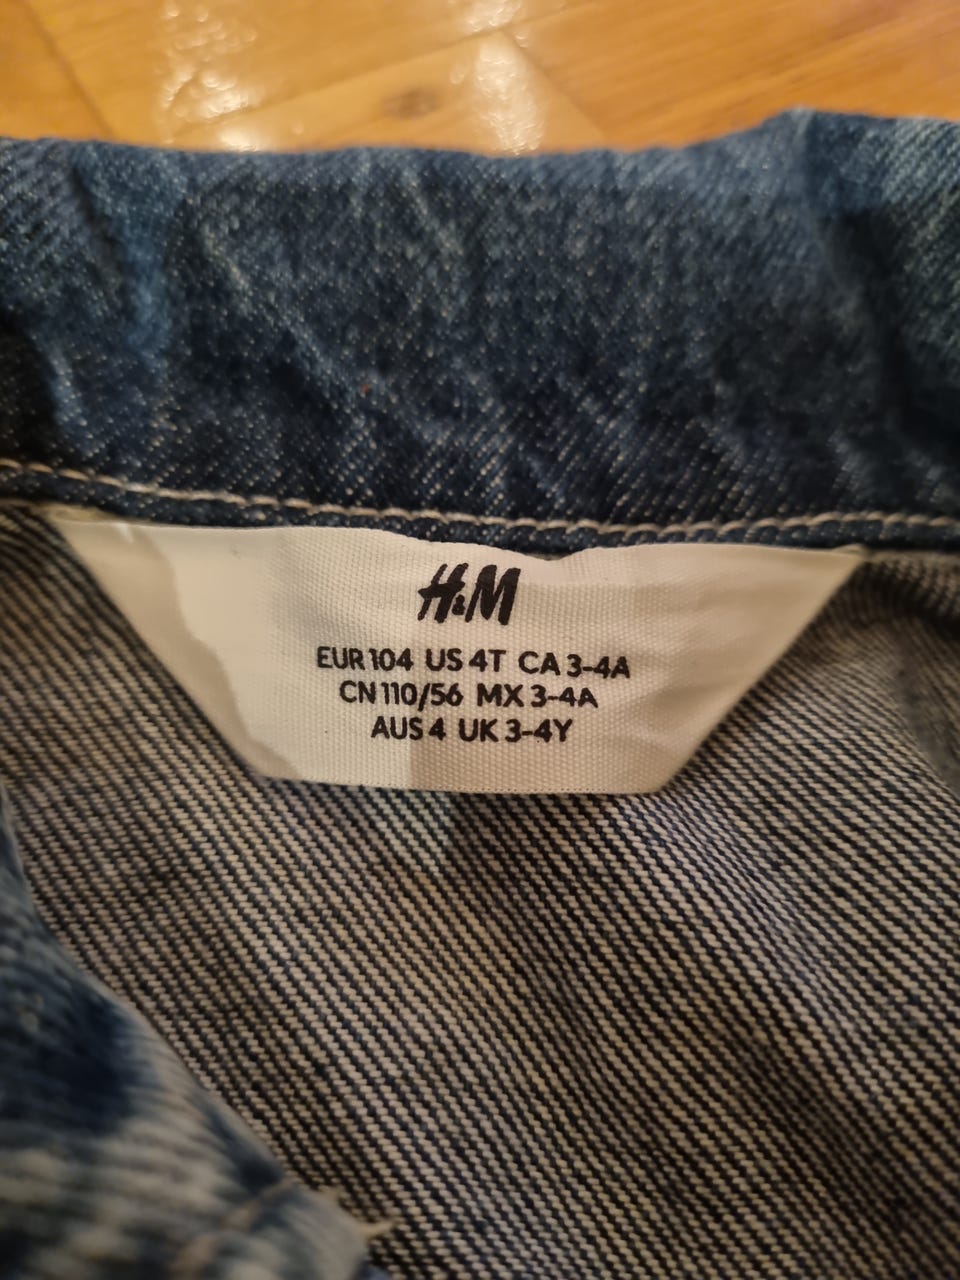 H&M
EUR 104 US 4T CA 3-4A
CN 110/56 MX 3-4A
AUS 4 UK 3-4Y